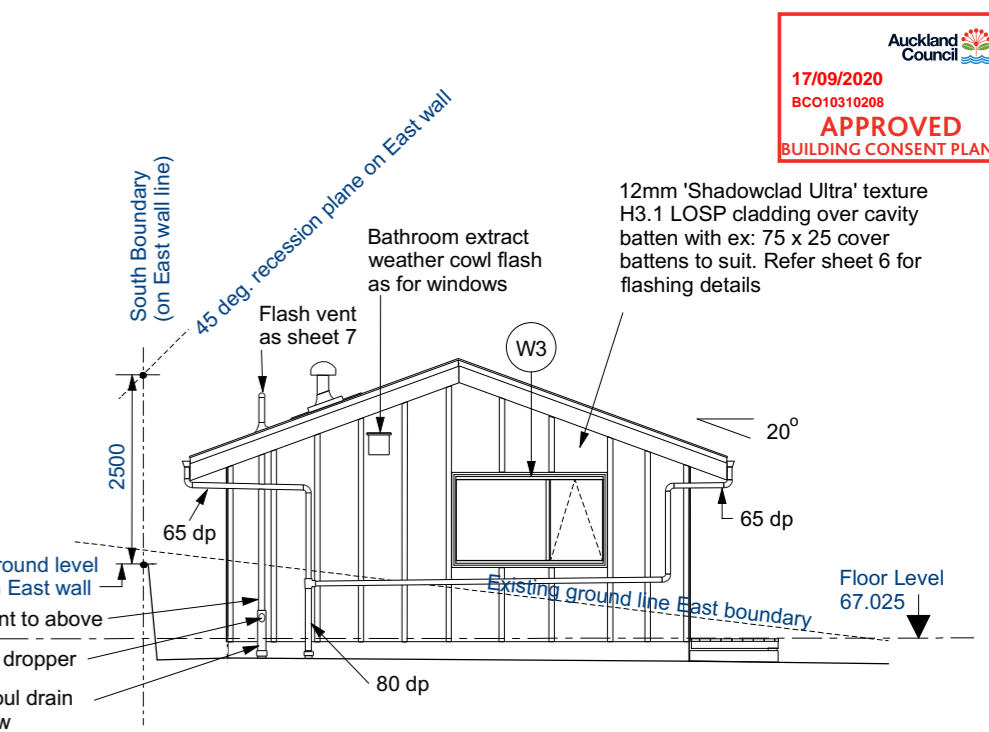 Auckland
Council
17/09/2020
BCO10310208
APPROVED
BUILDING CONSENT PLAN
South Boundary
(on East wall line)
45 deg. recession plane on East wall
Bathroom extract
weather cowl flash
as for windows
12mm 'Shadowclad Ultra' texture
H3.1 LOSP cladding over cavity
batten with ex: 75 x 25 cover
battens to suit. Refer sheet 6 for
flashing details
Flash vent
as sheet 7
W3
20°
2500
65 dp
65 dp
round level
East wall
Existing ground line East boundary
Floor Level
67.025
nt to above
dropper
oul drain
w
80 dp